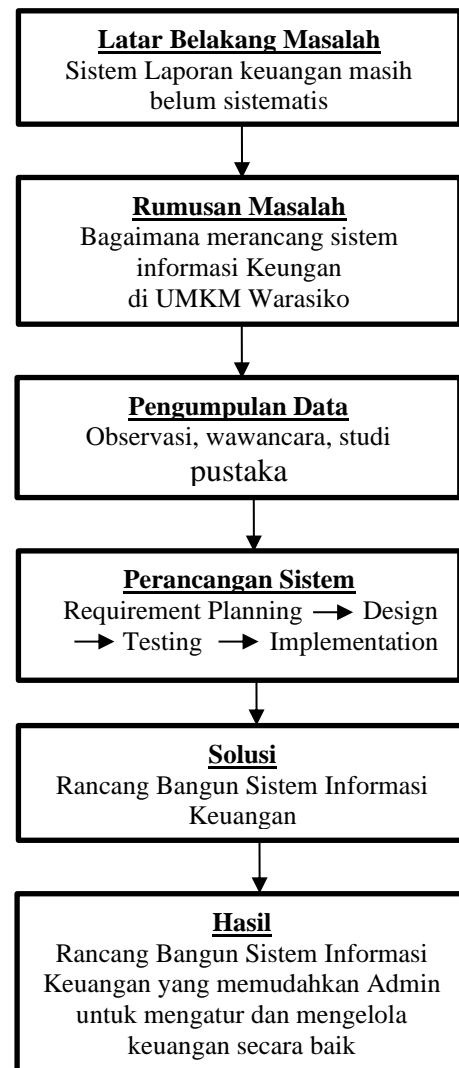 Latar Belakang Masalah
Sistem Laporan keuangan masih
belum sistematis
Rumusan Masalah
Bagaimana merancang sistem
informasi Keungan
di UMKM Warasiko
Pengumpulan Data
Observasi, wawancara, studi
pustaka
Perancangan Sistem
Requirement Planning → Design
→ Testing → Implementation
Solusi
Rancang Bangun Sistem Informasi
Keuangan
Hasil
Rancang Bangun Sistem Informasi
Keuangan yang memudahkan Admin
untuk mengatur dan mengelola
keuangan secara baik